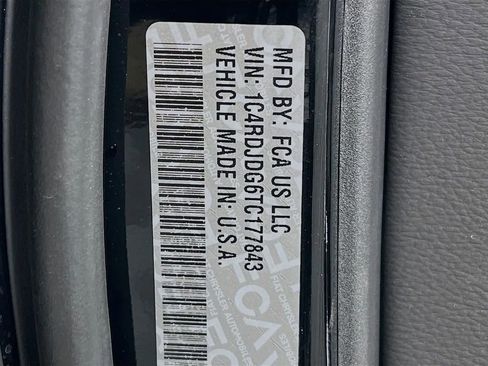 MFD BY: FCA US LLC
VIN: 1C4RDJDG6TC177843
VEHICLE MADE IN: U.S.A.